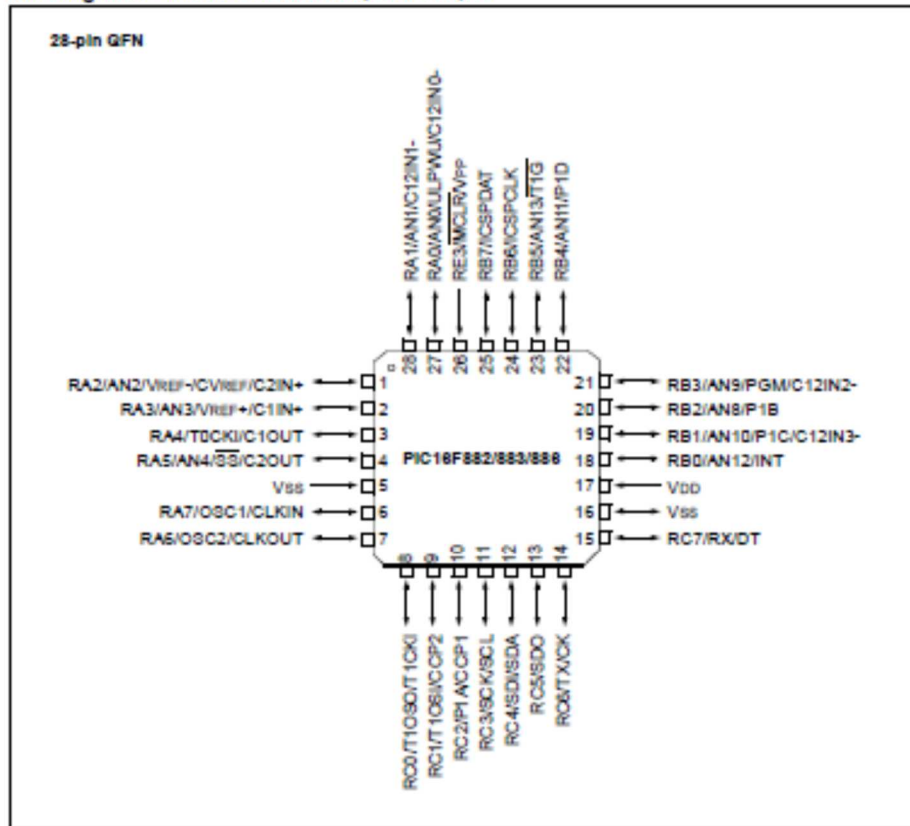 28-pin QFN
RA1/AN1/C12IN1-
RA0/AN0/ULPWU/C12IN0-
RE3/MCLR/VPP
RB7/ICSPDAT
RB6/ICSPCLK
RB5/AN13/T1G
RB4/AN11/P1D
28 27 26 25 24 23 22
RA2/AN2/VREF-/CVREF/C2IN+ 1
RA3/AN3/VREF+/C1IN+ 2
RA4/T0CKI/C1OUT 3
RA5/AN4/SS/C2OUT 4
VSS 5
RA7/OSC1/CLKIN 6
RA6/OSC2/CLKOUT 7
PIC16F882/883/886
21 RB3/AN9/PGM/C12IN2-
20 RB2/AN8/P1B
19 RB1/AN10/P1C/C12IN3-
18 RB0/AN12/INT
17 VDD
16 VSS
15 RC7/RX/DT
8 9 10 11 12 13 14
RC0/T1OSO/T1CKI
RC1/T1OSI/CCP2
RC2/P1A/CCP1
RC3/SCK/SCL
RC4/SDI/SDA
RC5/SDO
RC6/TX/CK